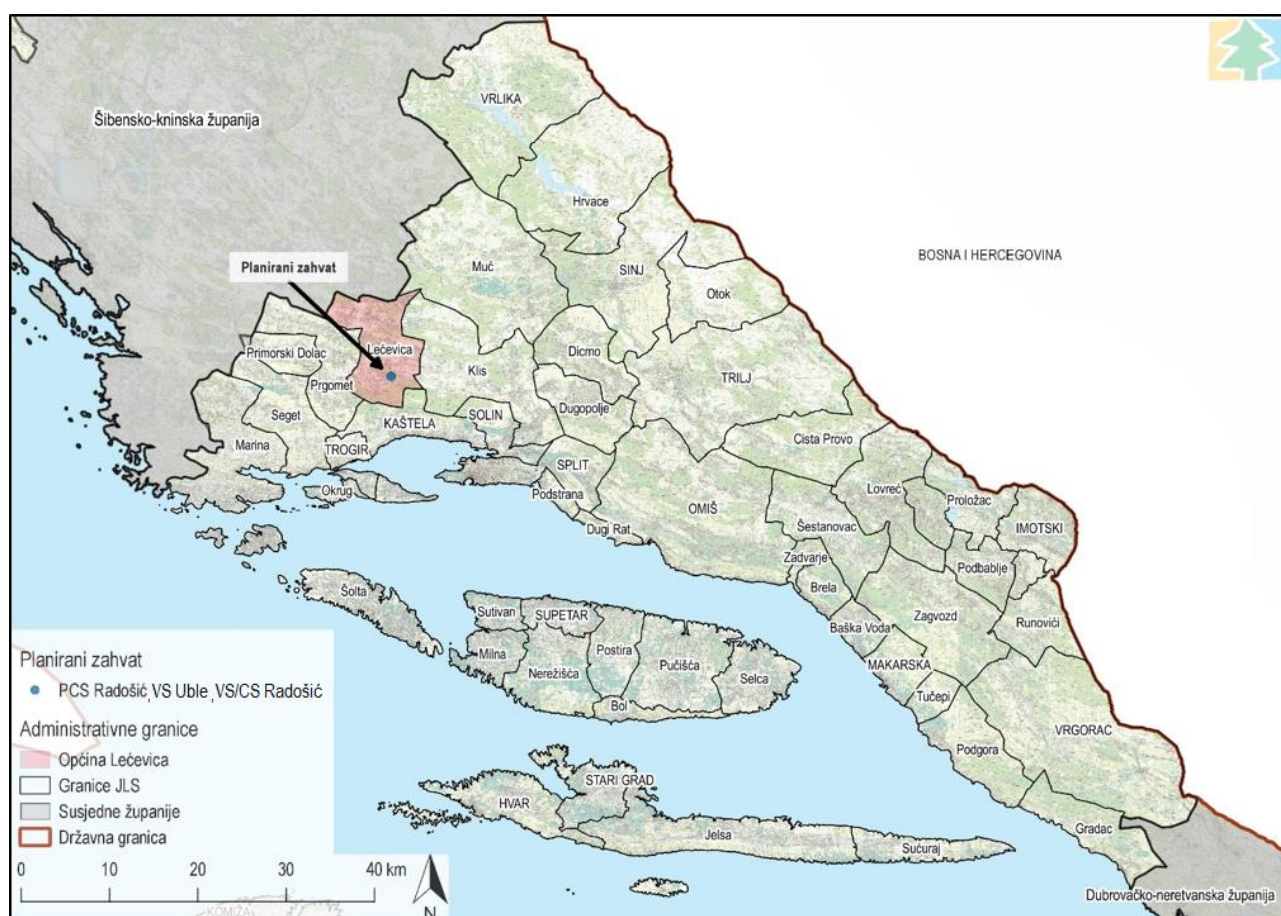 VRLIKA
Šibensko-kninska županija
Hrvace
BOSNA I HERCEGOVINA
Muć
Planirani zahvat
SINJ
Otok
Lećevica
Primorski Dolac
Dicmo
Klis
TRILJ
Prgomet
Dugopolje
Seget
SOLIN
KAŠTELA
Cista Provo
Marina
TROGIR
SPLIT
Lovreć
Okrug
Podstrana
Proložac
OMIŠ
IMOTSKI
Dugi Rat
Šestanovac
Zadvarje
Podbablje
Brela
Šolta
Sutivan
SUPETAR
Zagvozd
Runovići
Baška Voda
Postira
Milna
Pučišća
MAKARSKA
Nerežišća
Selca
Tučepi
Bol
VRGORAC
Podgora
STARI GRAD
HVAR
Gradac
Jelsa
Sućuraj
Dubrovačko-neretvanska županija
Planirani zahvat
PCS Radošić, VS Uble, VS/CS Radošić
Administrativne granice
Općina Lećevica
Granice JLS
Susjedne županije
Državna granica
0 10 20 30 40 km
N
KOMIŽA